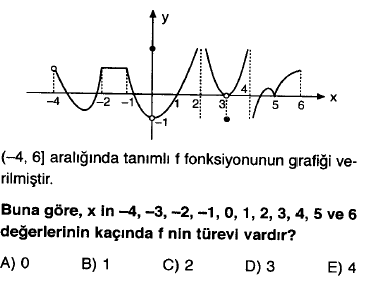 y
-4 -2 -1 1 2 3 4 5 6 x
-1
(–4, 6] aralığında tanımlı f fonksiyonunun grafiği ve-
rilmiştir.
Buna göre, x in –4, –3, –2, –1, 0, 1, 2, 3, 4, 5 ve 6
değerlerinin kaçında f nin türevi vardır?
A) 0 B) 1 C) 2 D) 3 E) 4